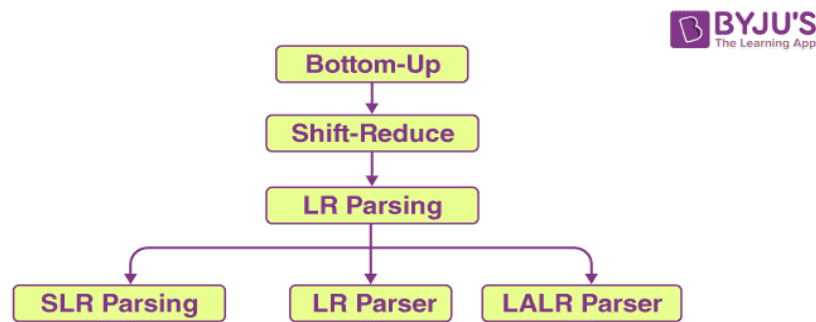 BYJU'S
The Learning App
Bottom-Up
Shift-Reduce
LR Parsing
SLR Parsing
LR Parser
LALR Parser